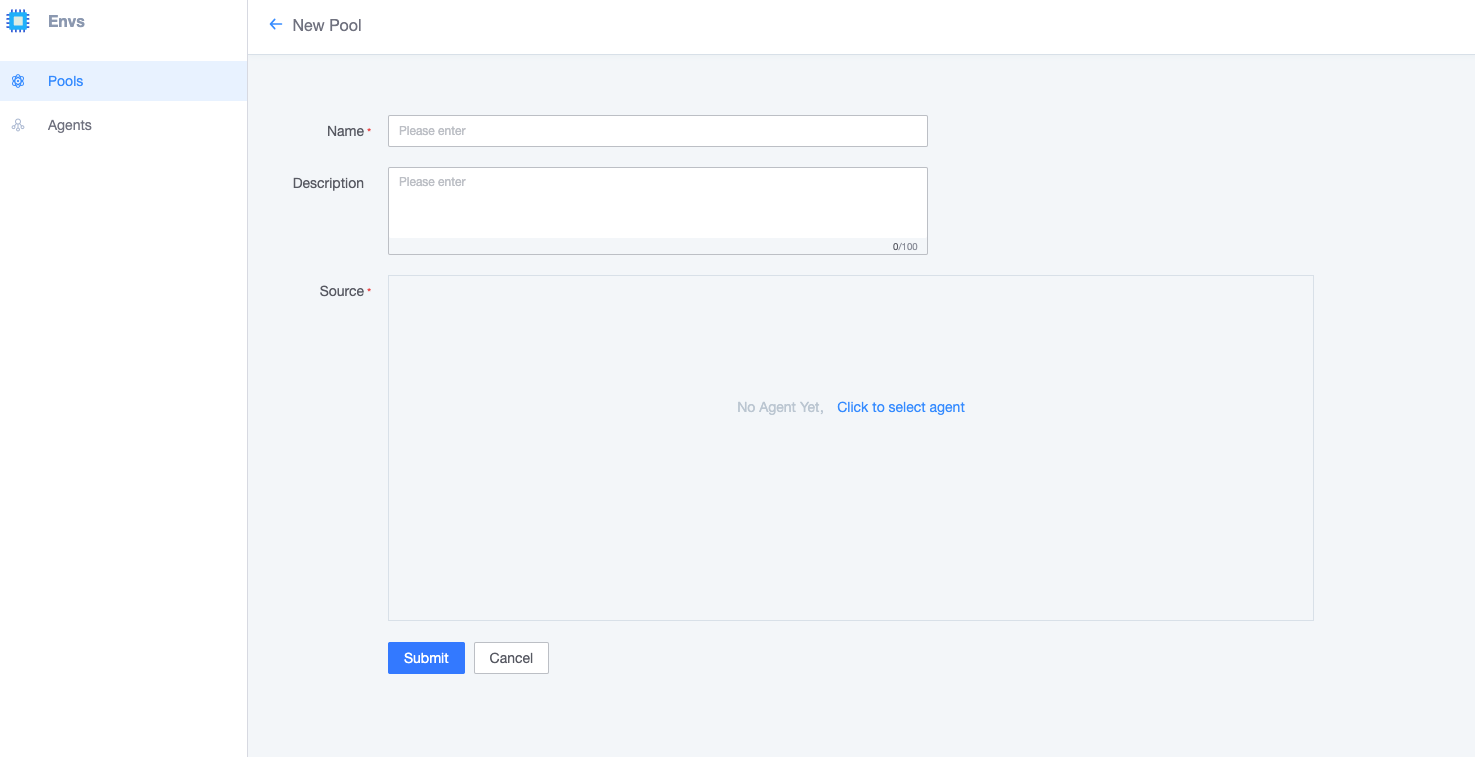 Envs
Pools
Agents
New Pool
Name *
Please enter
Description
Please enter
0/100
Source *
No Agent Yet, Click to select agent
Submit
Cancel